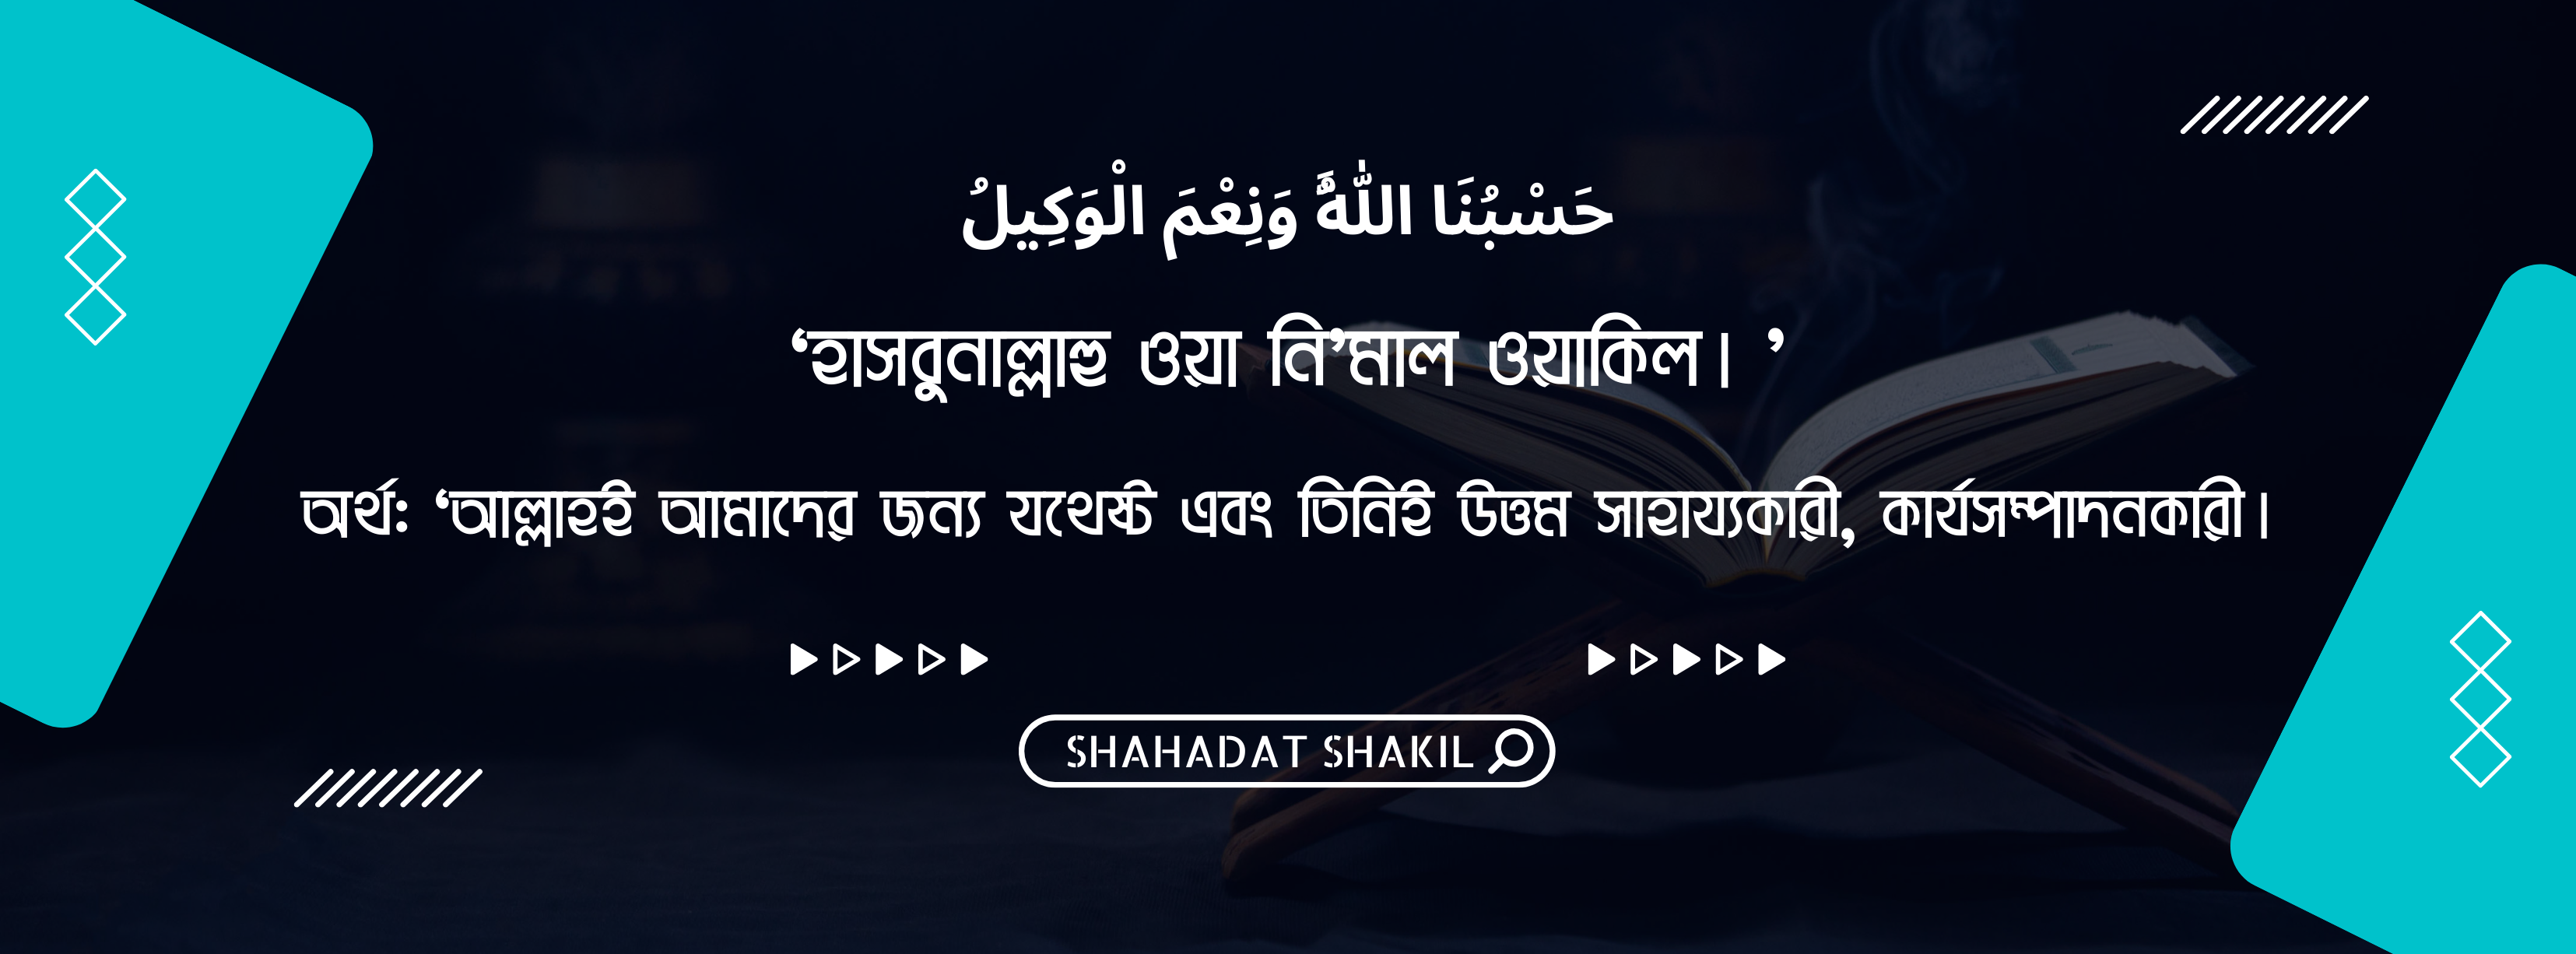 حَسْبُنَا اللّٰهُ وَنِعْمَ الْوَكِيلُ
‘হাসবুনাল্লাহু ওয়া নি’মাল ওয়াকিল। ’
অর্থ: ‘আল্লাহই আমাদের জন্য যথেষ্ট এবং তিনিই উত্তম সাহায্যকারী, কার্যসম্পাদনকারী।
SHAHADAT SHAKIL